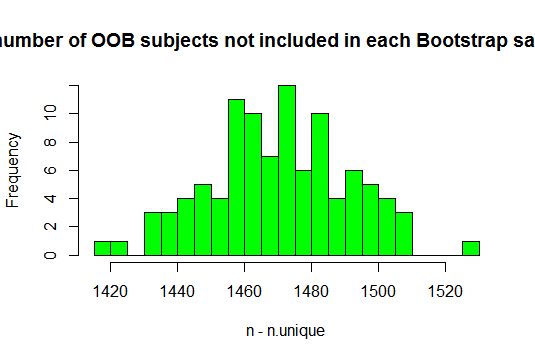 number of OOB subjects not included in each Bootstrap sa
Frequency
0 2 4 6 8 10
1420 1440 1460 1480 1500 1520
n - n.unique